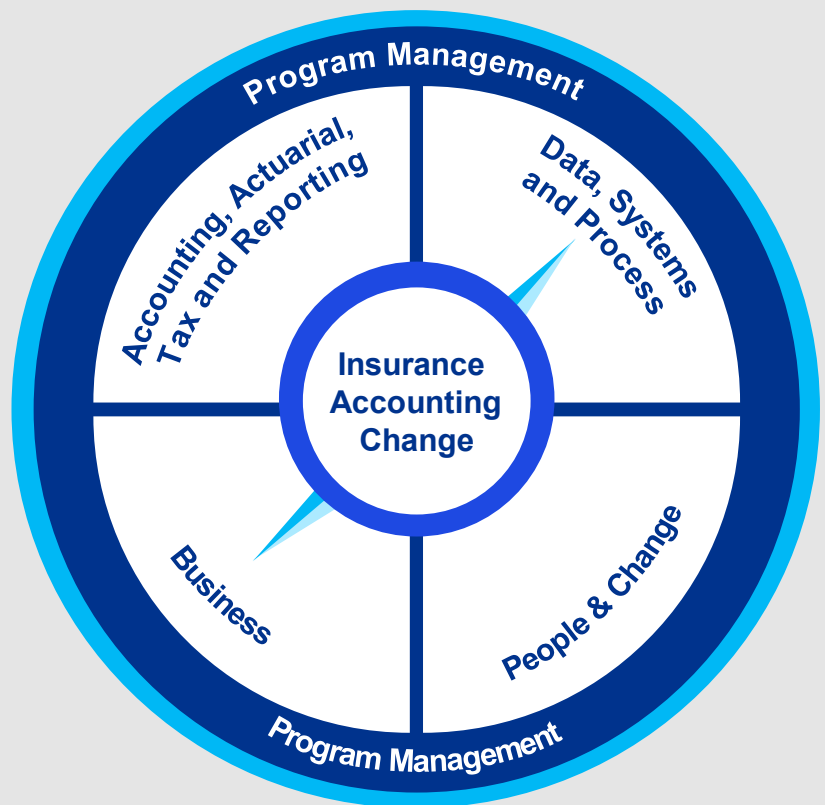 Program Management
Accounting, Actuarial,
Tax and Reporting
Data, Systems
and Process
Insurance
Accounting
Change
Business
People & Change
Program Management